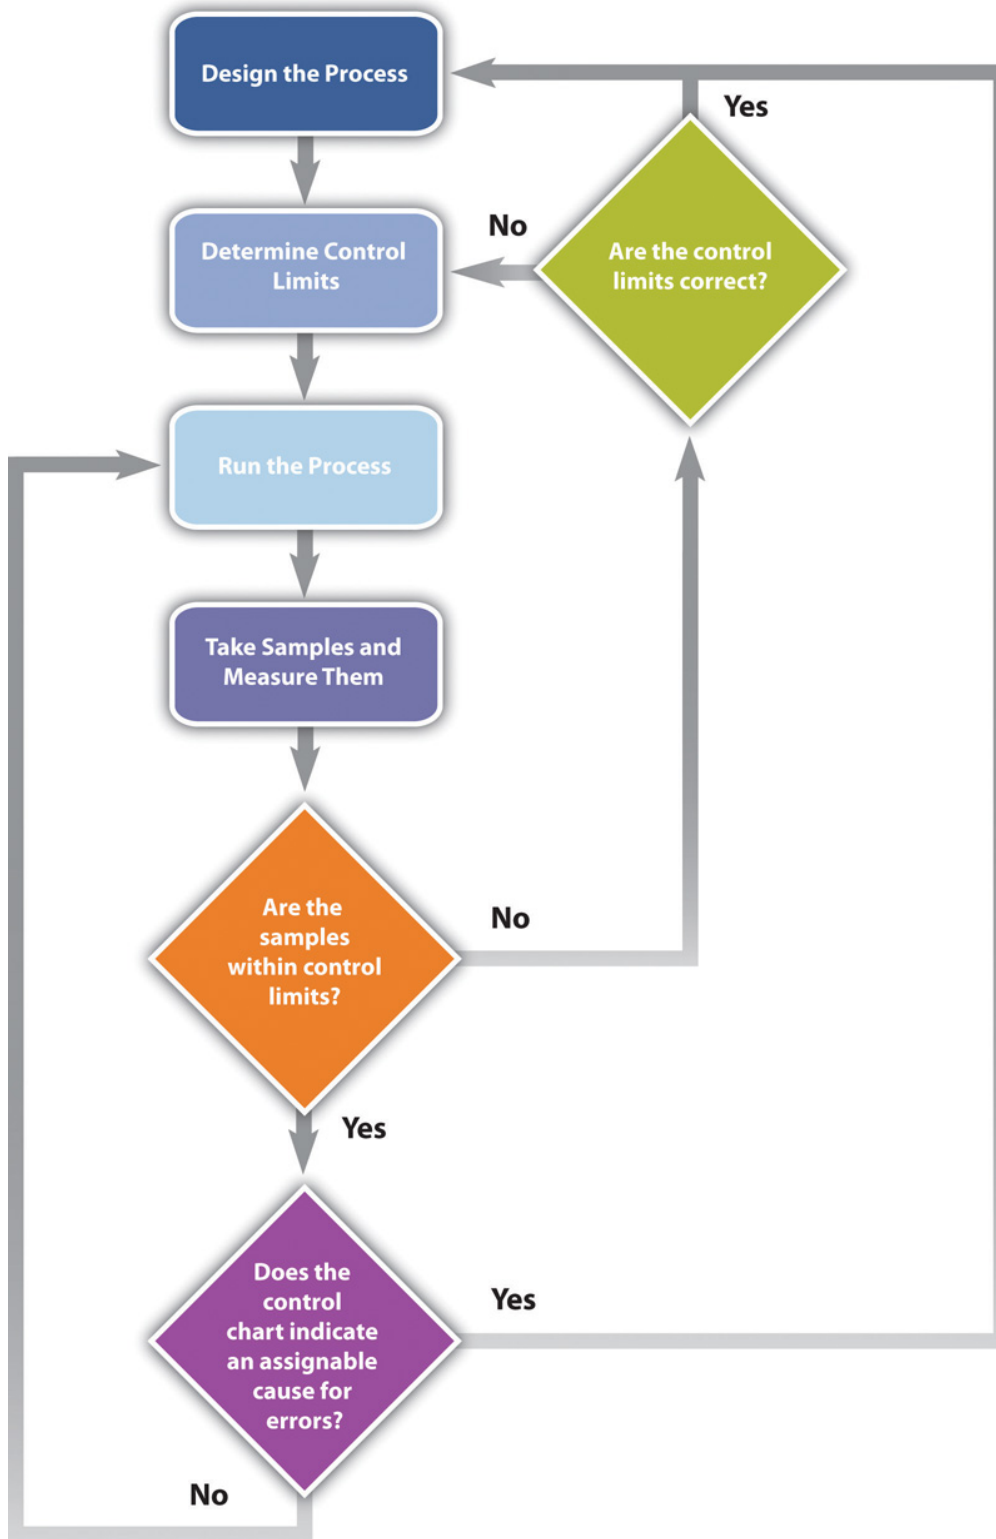 Design the Process
Yes
No
Determine Control
Limits
Are the control
limits correct?
Run the Process
Take Samples and
Measure Them
Are the
samples
within control
limits?
No
Yes
Does the
control
chart indicate
an assignable
cause for
errors?
Yes
No